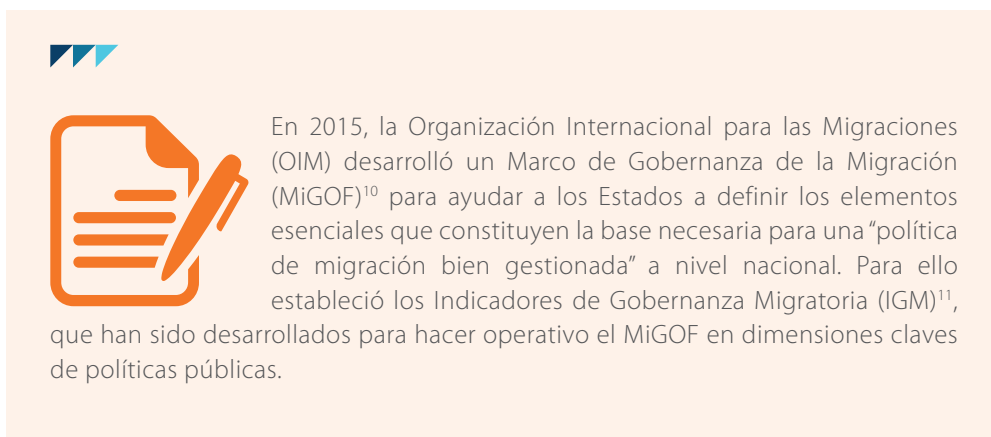 En 2015, la Organización Internacional para las Migraciones
(OIM) desarrolló un Marco de Gobernanza de la Migración
(MiGOF)¹⁰ para ayudar a los Estados a definir los elementos
esenciales que constituyen la base necesaria para una “política
de migración bien gestionada” a nivel nacional. Para ello
estableció los Indicadores de Gobernanza Migratoria (IGM)¹¹,
que han sido desarrollados para hacer operativo el MiGOF en dimensiones claves
de políticas públicas.